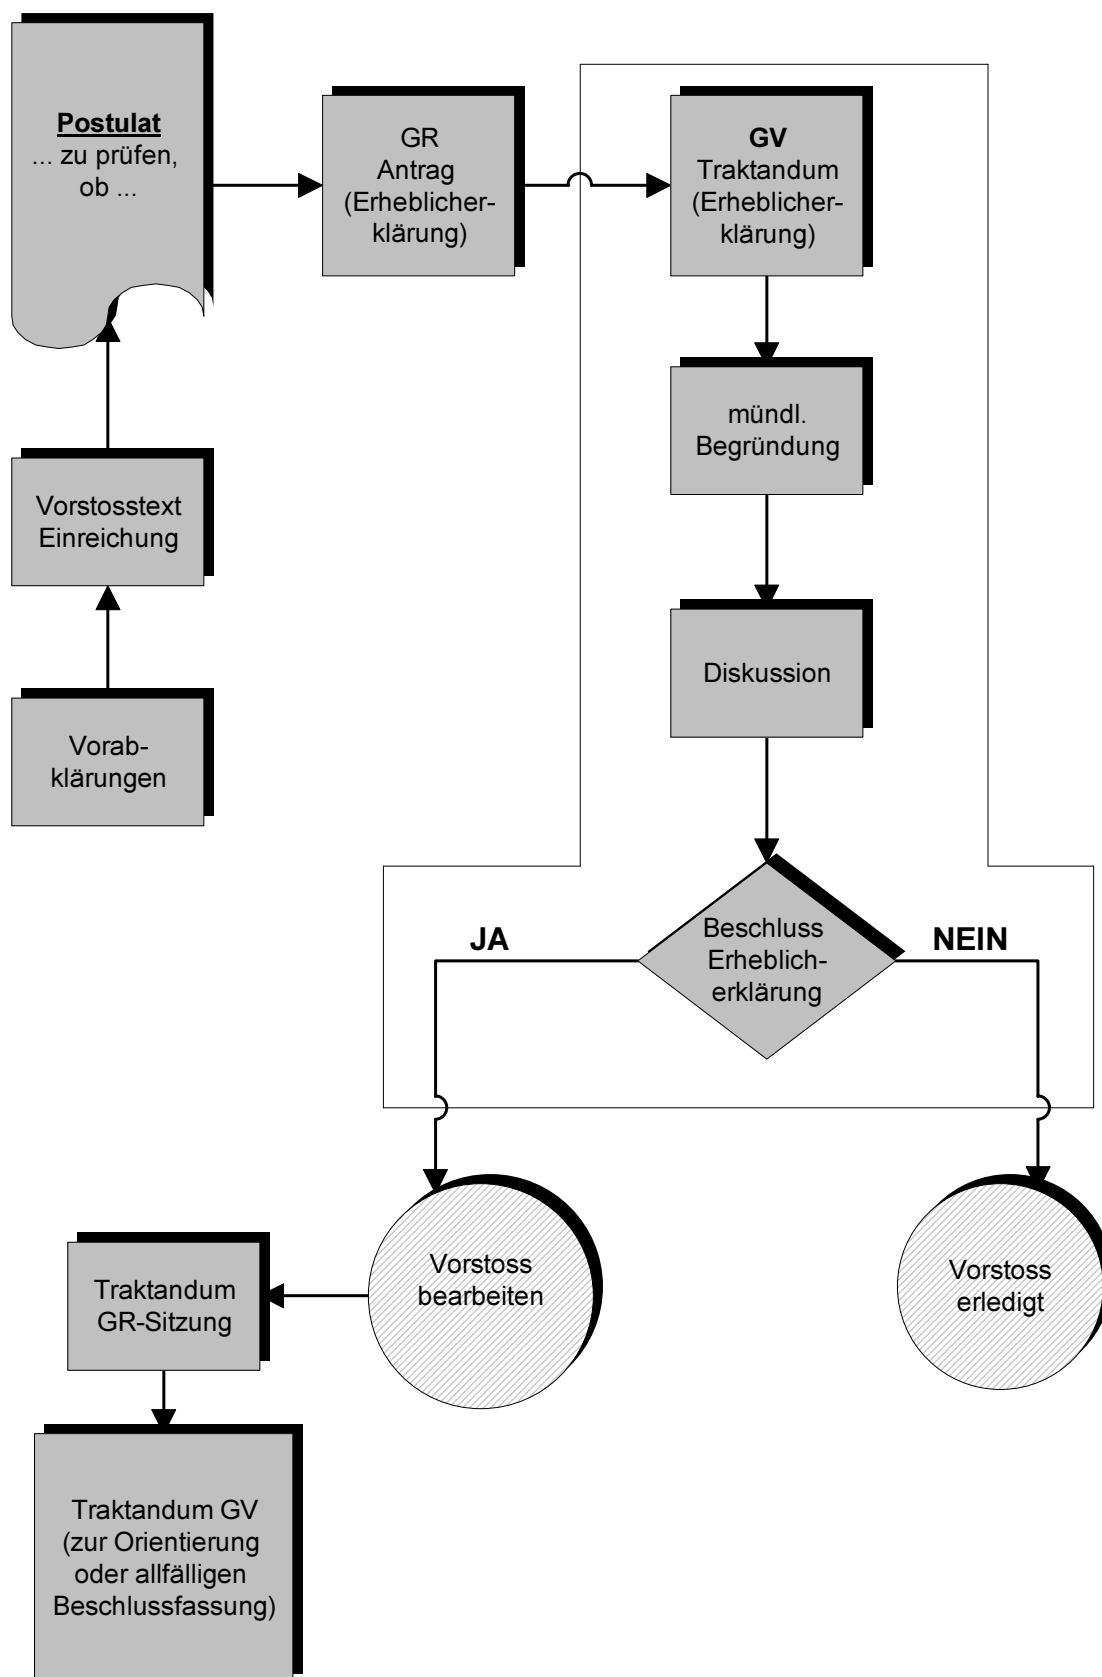 Postulat
... zu prüfen,
ob ...
GR
Antrag
(Erheblicher-
klärung)
GV
Traktandum
(Erheblicher-
klärung)
mündl.
Begründung
Vorstosstext
Einreichung
Diskussion
Vorab-
klärungen
Beschluss
Erheblich-
erklärung
JA
NEIN
Vorstoss
bearbeiten
Vorstoss
erledigt
Traktandum
GR-Sitzung
Traktandum GV
(zur Orientierung
oder allfälligen
Beschlussfassung)